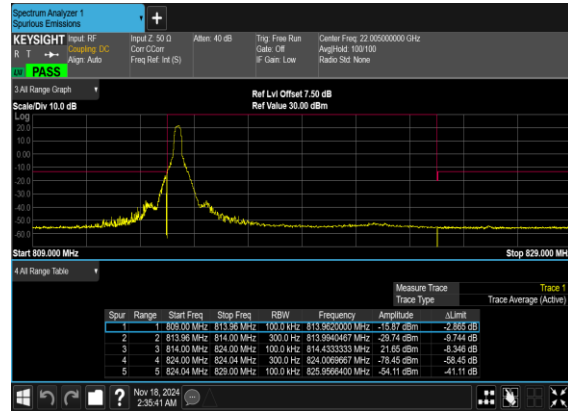 Spectrum Analyzer 1
Spurious Emissions
+
KEYSIGHT Input: RF Input Z: 50 Ω Atten: 40 dB Trig: Free Run Center Freq: 22.005000000 GHz
R T Coupling: DC Corr CCorr Gate: Off Avg|Hold: 100/100
Align: Auto Freq Ref: Int (S) IF Gain: Low Radio Std: None
LW PASS
3 All Range Graph
Ref Lvl Offset 7.50 dB
Scale/Div 10.0 dB Ref Value 30.00 dBm
Log
20.0
10.0
0.00
-10.0
-20.0
-30.0
-40.0
-50.0
-60.0
Start 809.000 MHz Stop 829.000 MHz
4 All Range Table
Measure Trace Trace 1
Trace Type Trace Average (Active)
Spur Range Start Freq Stop Freq RBW Frequency Amplitude ΔLimit
1 1 809.00 MHz 813.96 MHz 100.0 kHz 813.9620000 MHz -15.87 dBm -2.865 dB
2 2 813.96 MHz 814.00 MHz 300.0 Hz 813.9940467 MHz -29.74 dBm -9.744 dB
3 3 814.00 MHz 824.00 MHz 100.0 kHz 814.4333333 MHz 21.65 dBm -8.346 dB
4 4 824.00 MHz 824.04 MHz 300.0 Hz 824.0069667 MHz -78.45 dBm -58.45 dB
5 5 824.04 MHz 829.00 MHz 100.0 kHz 825.9566400 MHz -54.11 dBm -41.11 dB
? Nov 18, 2024
2:35:41 AM